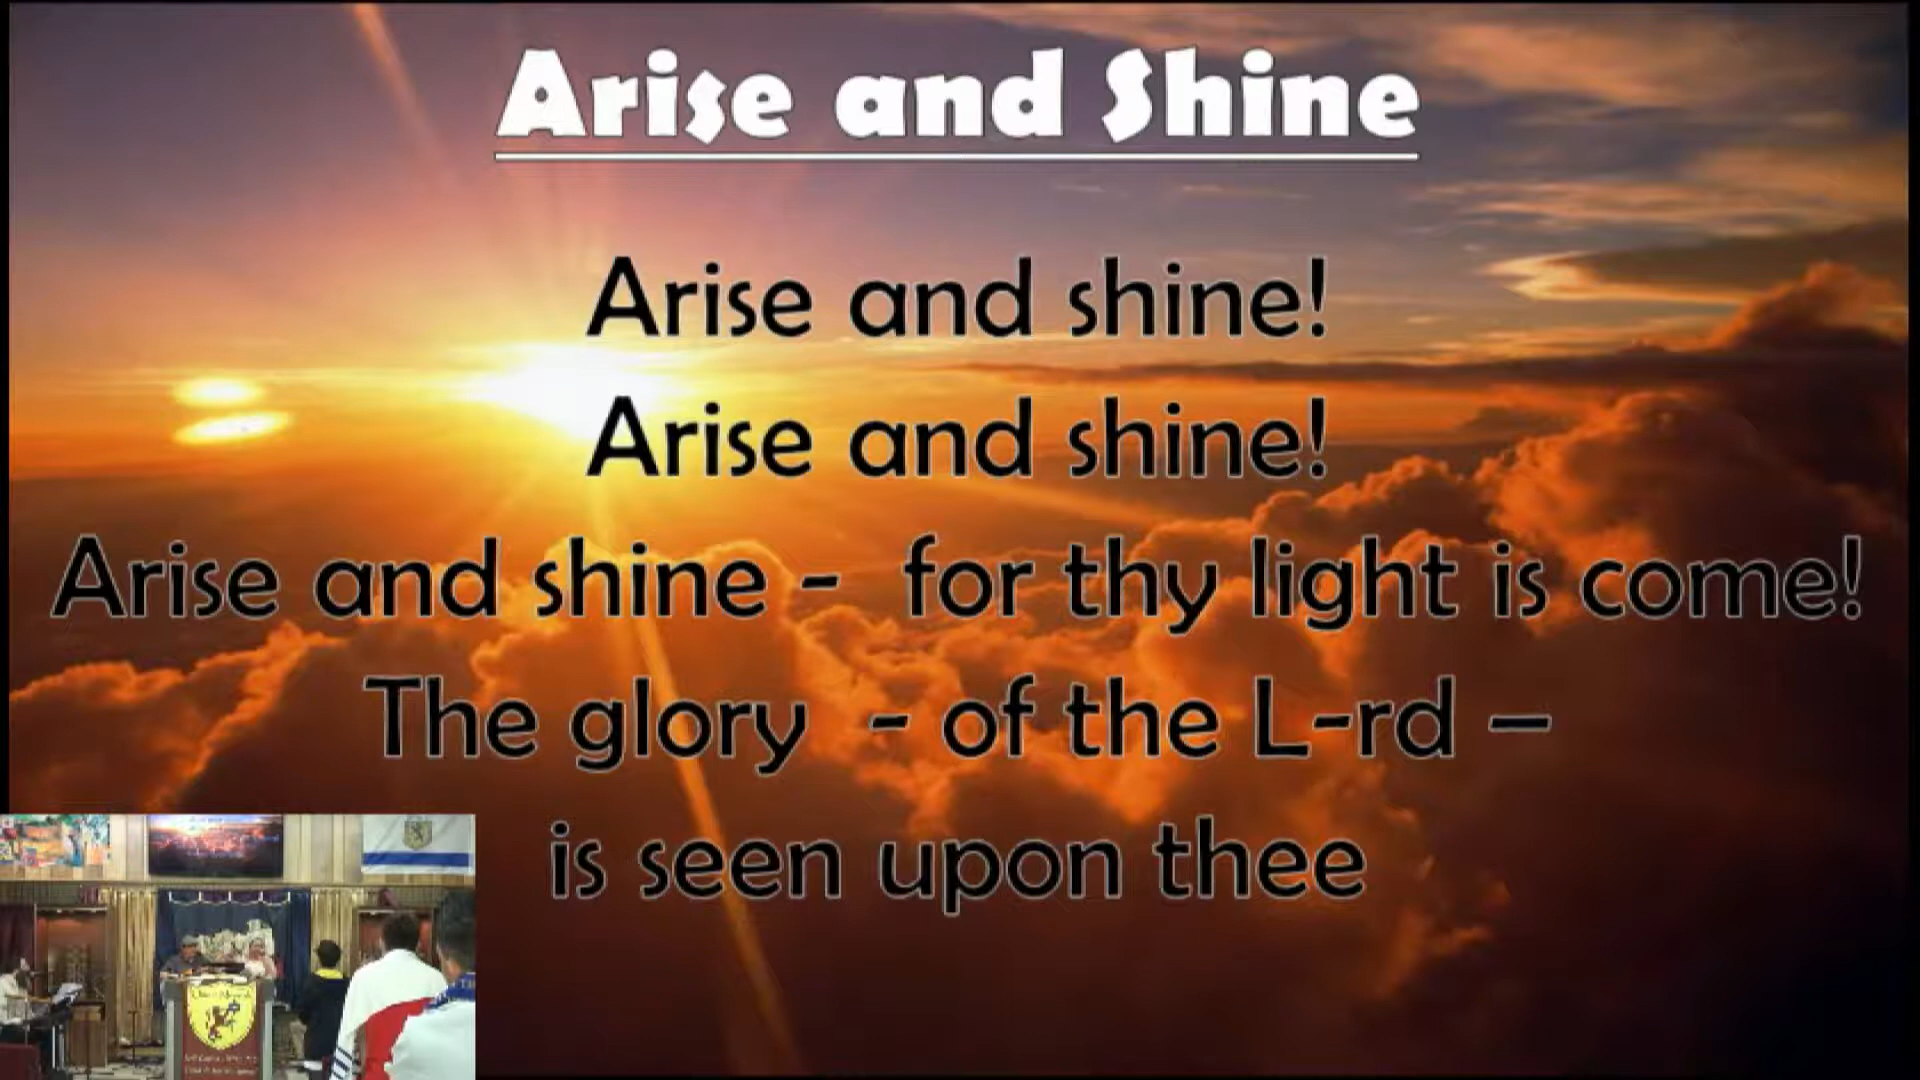 Arise and Shine
Arise and shine!
Arise and shine!
Arise and shine - for thy light is come!
The glory - of the L-rd –
is seen upon thee